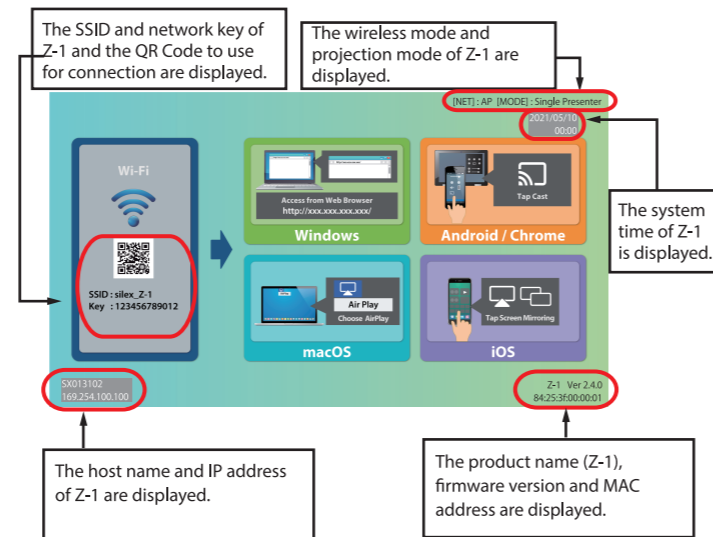 The SSID and network key of
Z-1 and the QR Code to use
for connection are displayed.
The wireless mode and
projection mode of Z-1 are
displayed.
[NET] : AP [MODE] : Single Presenter
2021/05/10
00:00
Wi-Fi
SSID : silex_Z-1
Key : 123456789012
Access from Web Browser
http://xxx.xxx.xxx.xxx/
Windows
Tap Cast
Android / Chrome
The system
time of Z-1
is displayed.
Air Play
Choose AirPlay
macOS
Tap Screen Mirroring
iOS
SX013102
169.254.100.100
Z-1 Ver 2.4.0
84:25:3f:00:00:01
The host name and IP address
of Z-1 are displayed.
The product name (Z-1),
firmware version and MAC
address are displayed.